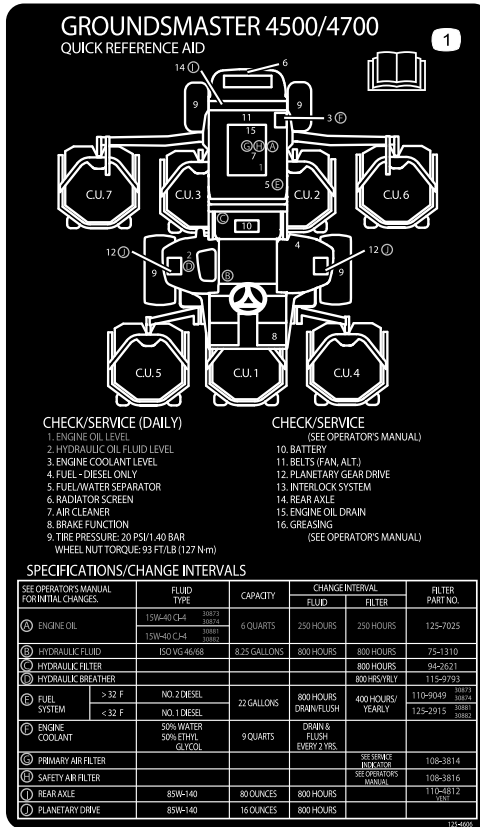 GROUNDSMASTER 4500/4700
QUICK REFERENCE AID
1
14 I
6
9
9
11
15
3 F
G H A
7
1
5 E
C.U. 7
C.U. 3
C.U. 2
C.U. 6
C
10
12 J
2
D
4
12 J
9
9
B
8
C.U. 5
C.U. 1
C.U. 4
CHECK/SERVICE (DAILY)
1. ENGINE OIL LEVEL
2. HYDRAULIC OIL FLUID LEVEL
3. ENGINE COOLANT LEVEL
4. FUEL - DIESEL ONLY
5. FUEL/WATER SEPARATOR
6. RADIATOR SCREEN
7. AIR CLEANER
8. BRAKE FUNCTION
9. TIRE PRESSURE: 20 PSI/1.40 BAR
WHEEL NUT TORQUE: 93 FT/LB (127 N·m)
CHECK/SERVICE
(SEE OPERATOR'S MANUAL)
10. BATTERY
11. BELTS (FAN, ALT.)
12. PLANETARY GEAR DRIVE
13. INTERLOCK SYSTEM
14. REAR AXLE
15. ENGINE OIL DRAIN
16. GREASING
(SEE OPERATOR'S MANUAL)
SPECIFICATIONS/CHANGE INTERVALS
SEE OPERATOR'S MANUAL
FOR INITIAL CHANGES.
FLUID
TYPE
CAPACITY
CHANGE INTERVAL
FLUID
FILTER
FILTER
PART NO.
A ENGINE OIL
15W-40 CI-4 30873
30874
15W-40 CJ-4 30881
30882
6 QUARTS
250 HOURS
250 HOURS
125-7025
B HYDRAULIC FLUID
ISO VG 46/68
8.25 GALLONS
800 HOURS
800 HOURS
75-1310
C HYDRAULIC FILTER
800 HOURS
94-2621
D HYDRAULIC BREATHER
800 HRS/YRLY
115-9793
E FUEL
SYSTEM
> 32 F
NO. 2 DIESEL
< 32 F
NO. 1 DIESEL
22 GALLONS
800 HOURS
DRAIN/FLUSH
400 HOURS/
YEARLY
110-9049 30873
30874
125-2915 30881
30882
F ENGINE
COOLANT
50% WATER
50% ETHYL
GLYCOL
9 QUARTS
DRAIN &
FLUSH
EVERY 2 YRS.
G PRIMARY AIR FILTER
SEE SERVICE
INDICATOR
108-3814
H SAFETY AIR FILTER
SEE OPERATOR'S
MANUAL
108-3816
I REAR AXLE
85W-140
80 OUNCES
800 HOURS
110-4812
VENT
J PLANETARY DRIVE
85W-140
16 OUNCES
800 HOURS
125-4606